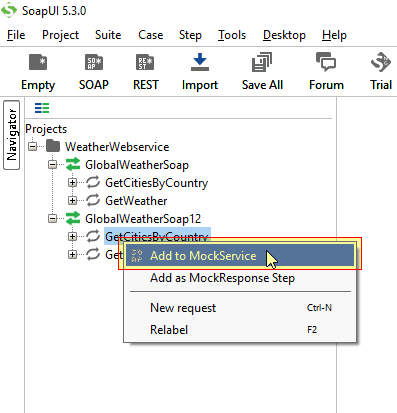 SoapUI 5.3.0
File Project Suite Case Step Tools Desktop Help
Empty SOAP REST Import Save All Forum Trial
Navigator
Projects
WeatherWebservice
GlobalWeatherSoap
GetCitiesByCountry
GetWeather
GlobalWeatherSoap12
GetCitiesByCountry
Get
Add to MockService
Add as MockResponse Step
New request Ctrl-N
Relabel F2